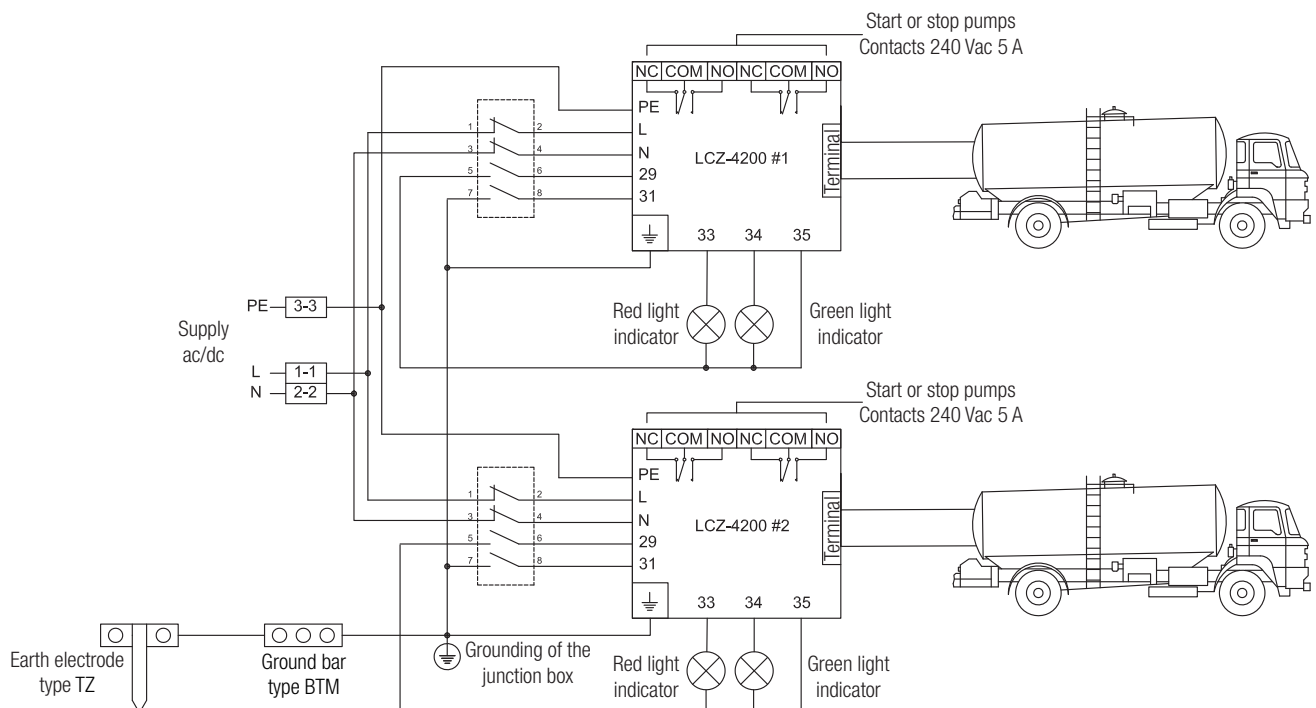 Start or stop pumps
Contacts 240 Vac 5 A
NC COM NO NC COM NO
PE
1 2 L
3 4 N
LCZ-4200 #1
Terminal
5 6 29
7 8 31
33 34 35
PE 3-3
Red light
indicator
Green light
indicator
Supply
ac/dc
L 1-1
N 2-2
Start or stop pumps
Contacts 240 Vac 5 A
NC COM NO NC COM NO
PE
1 2 L
3 4 N
LCZ-4200 #2
Terminal
5 6 29
7 8 31
33 34 35
Earth electrode
type TZ
Ground bar
type BTM
Grounding of the
junction box
Red light
indicator
Green light
indicator